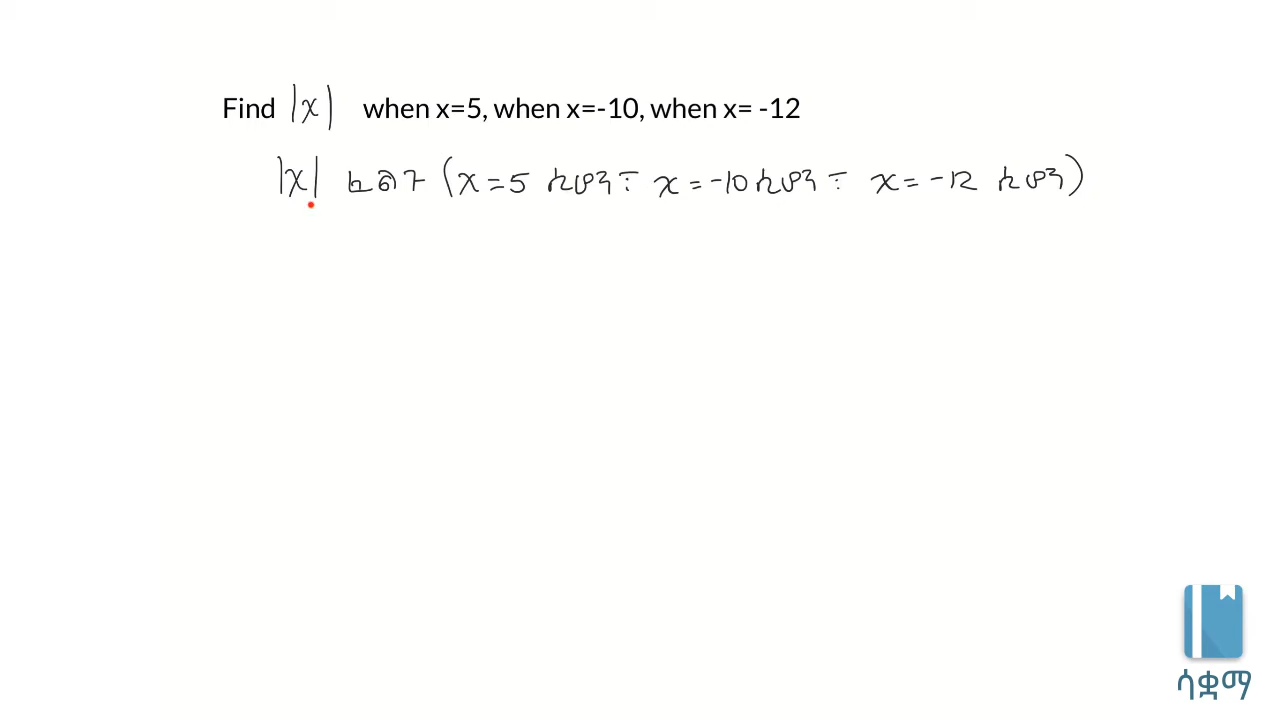 Find |x| when x=5, when x=-10, when x= -12
|x| ፈልግ (x = 5 ሲሆን ፣ x = -10 ሲሆን ፣ x = -12 ሲሆን)
ሳቋማ